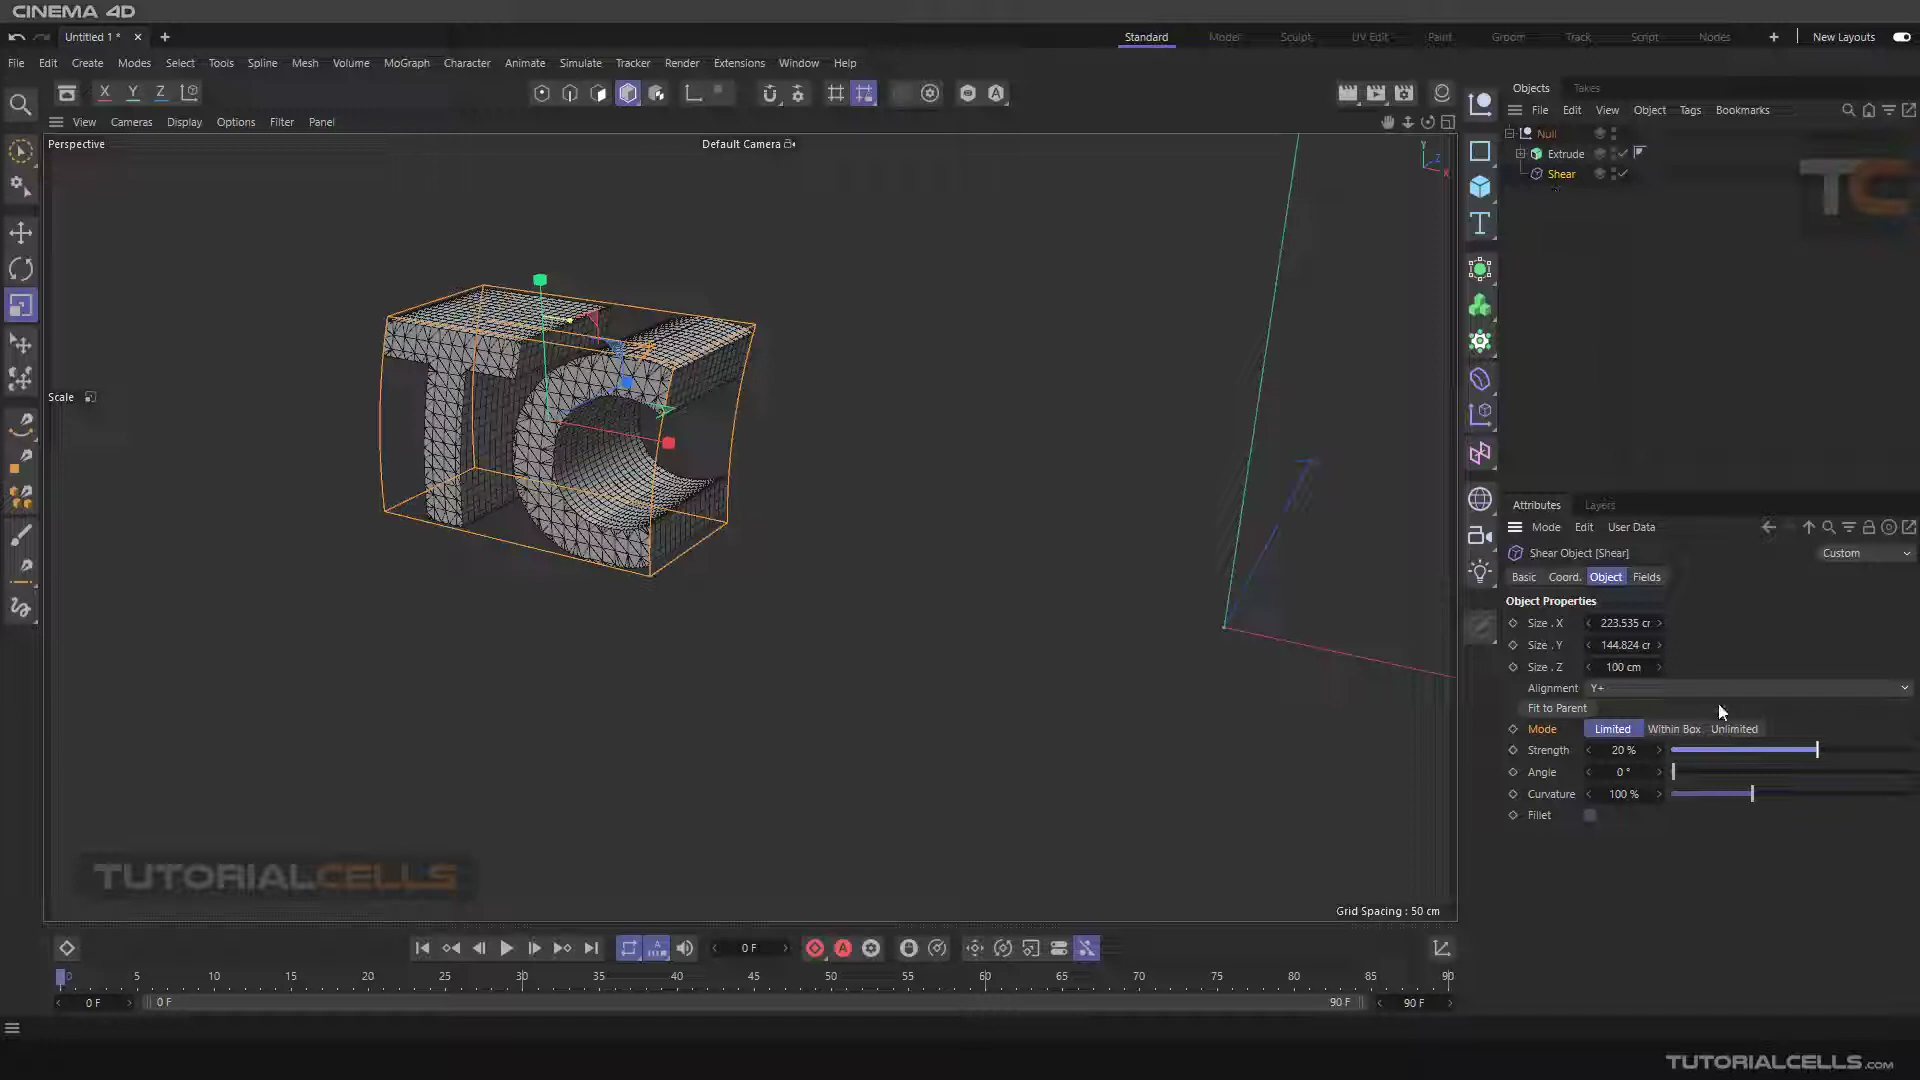 CINEMA 4D
Untitled 1 *
Standard Model Sculpt UV Edit Paint Groom Track Script Nodes New Layouts
File Edit Create Modes Select Tools Spline Mesh Volume MoGraph Character Animate Simulate Tracker Render Extensions Window Help
X Y Z
View Cameras Display Options Filter Panel
Perspective
Default Camera
Y Z X
Scale
TC
TUTORIALCELLS
Grid Spacing : 50 cm
Objects Takes
File Edit View Object Tags Bookmarks
Null
Extrude
Shear
TC
Attributes Layers
Mode Edit User Data
Shear Object [Shear]
Custom
Basic Coord. Object Fields
Object Properties
Size . X 223.535 cr
Size . Y 144.824 cr
Size . Z 100 cm
Alignment Y+
Fit to Parent
Mode Limited Within Box Unlimited
Strength 20 %
Angle 0 °
Curvature 100 %
Fillet
0 F
0 5 10 15 20 25 30 35 40 45 50 55 60 65 70 75 80 85 90
0 F 0 F 90 F 90 F
TUTORIALCELLS.COM